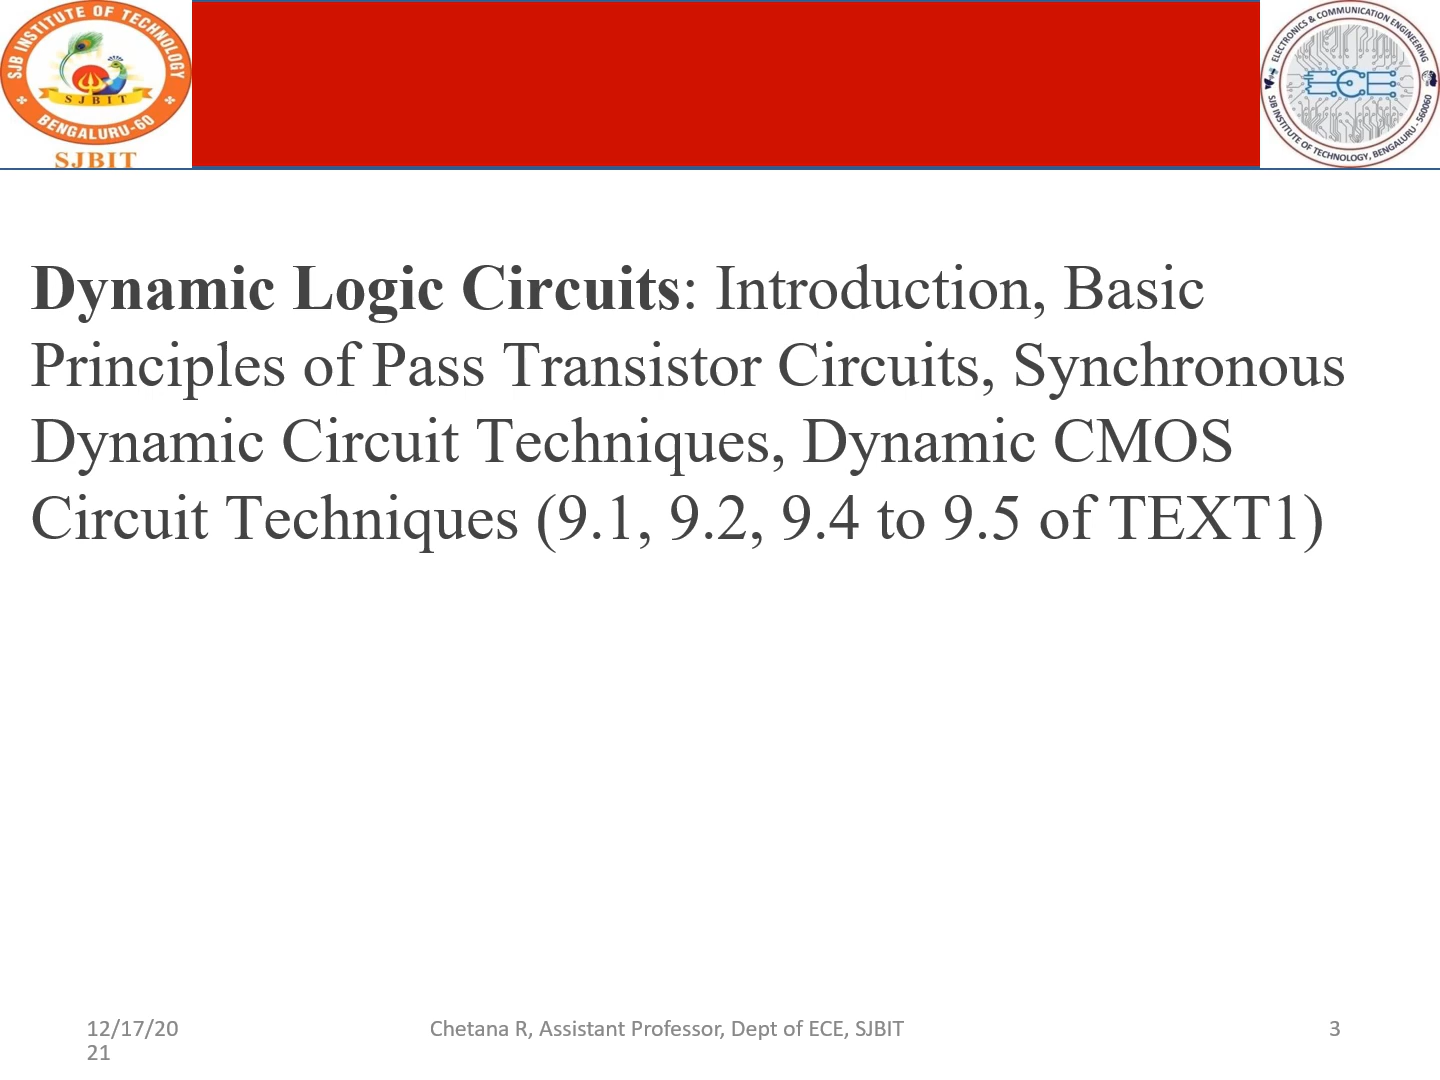 SJB INSTITUTE OF TECHNOLOGY
SJBIT
BENGALURU-60
SJBIT
ELECTRONICS & COMMUNICATION ENGINEERING
ECE
SJB INSTITUTE OF TECHNOLOGY, BENGALURU - 560060
Dynamic Logic Circuits: Introduction, Basic
Principles of Pass Transistor Circuits, Synchronous
Dynamic Circuit Techniques, Dynamic CMOS
Circuit Techniques (9.1, 9.2, 9.4 to 9.5 of TEXT1)
12/17/20
21
Chetana R, Assistant Professor, Dept of ECE, SJBIT
3